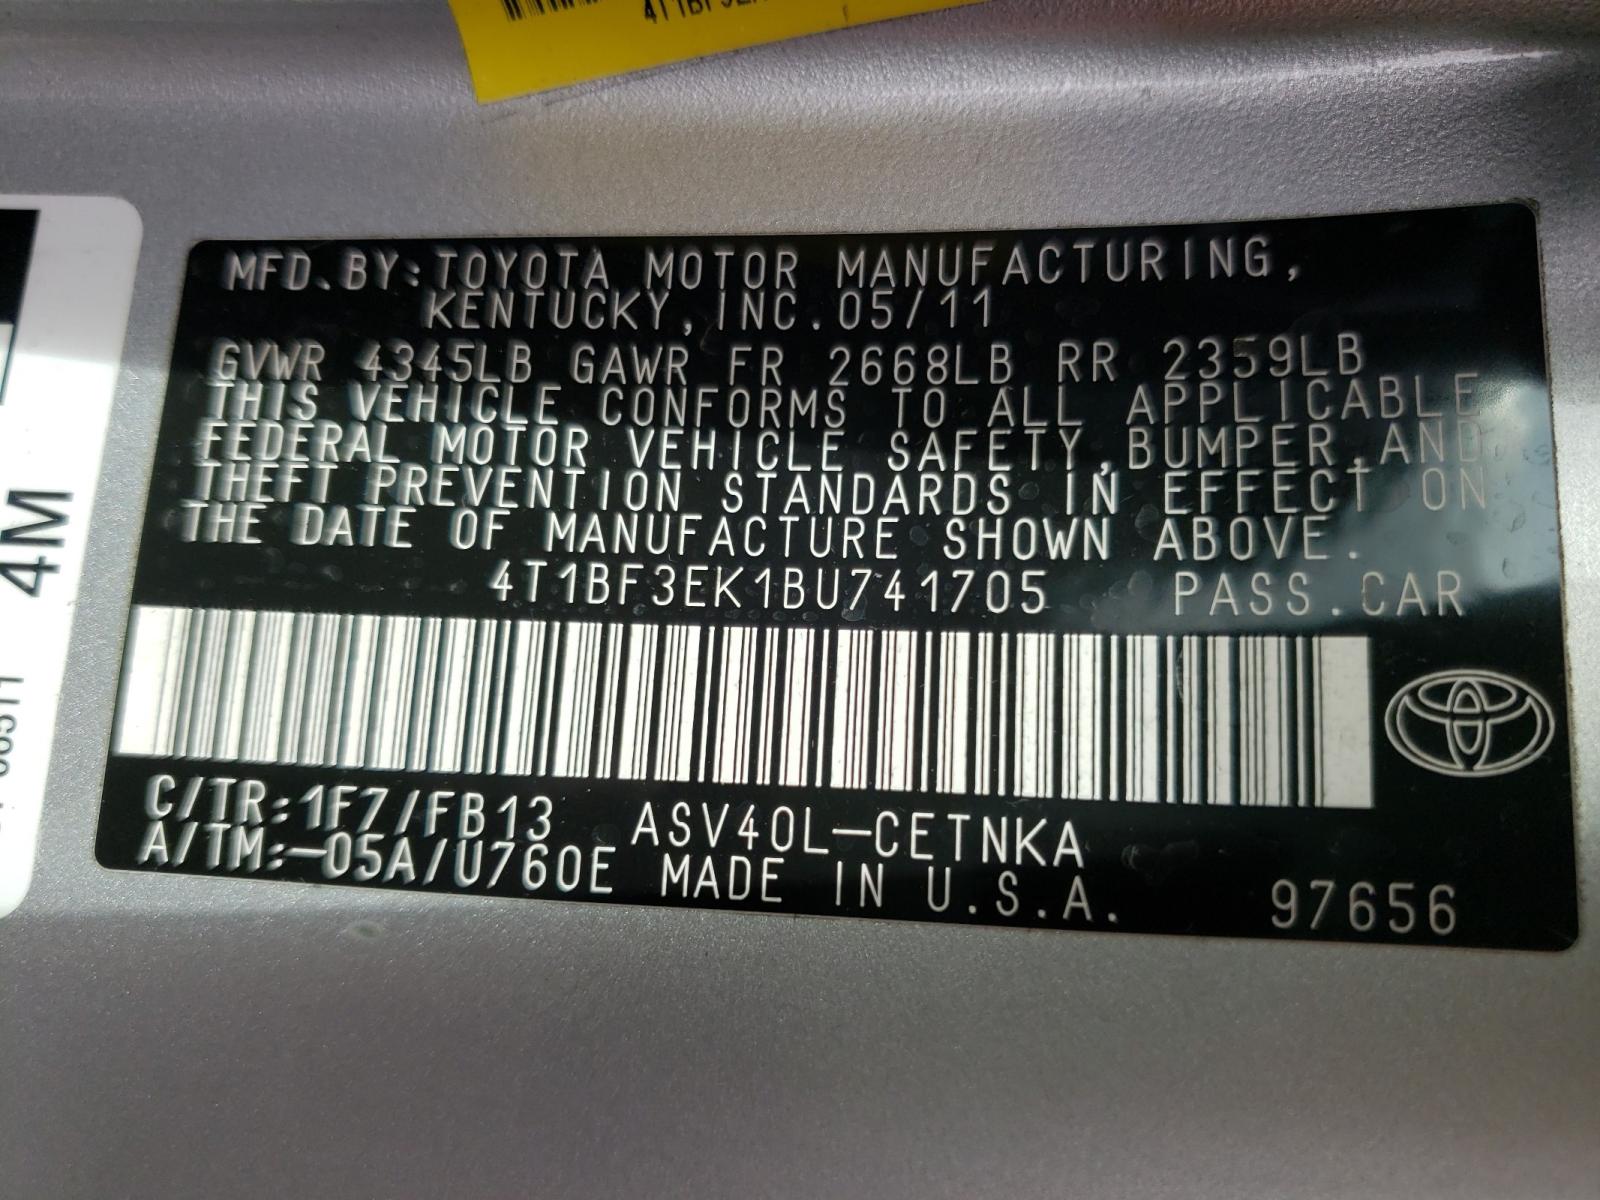 MFD.BY:TOYOTA MOTOR MANUFACTURING,
KENTUCKY,INC.05/11
GVWR 4345LB GAWR FR 2668LB RR 2359LB
THIS VEHICLE CONFORMS TO ALL APPLICABLE
FEDERAL MOTOR VEHICLE SAFETY,BUMPER,AND
THEFT PREVENTION STANDARDS IN EFFECT ON
THE DATE OF MANUFACTURE SHOWN ABOVE.
4T1BF3EK1BU741705 PASS.CAR
C/TR:1F7/FB13 ASV40L-CETNKA
A/TM:-05A/U760E MADE IN U.S.A. 97656
4M